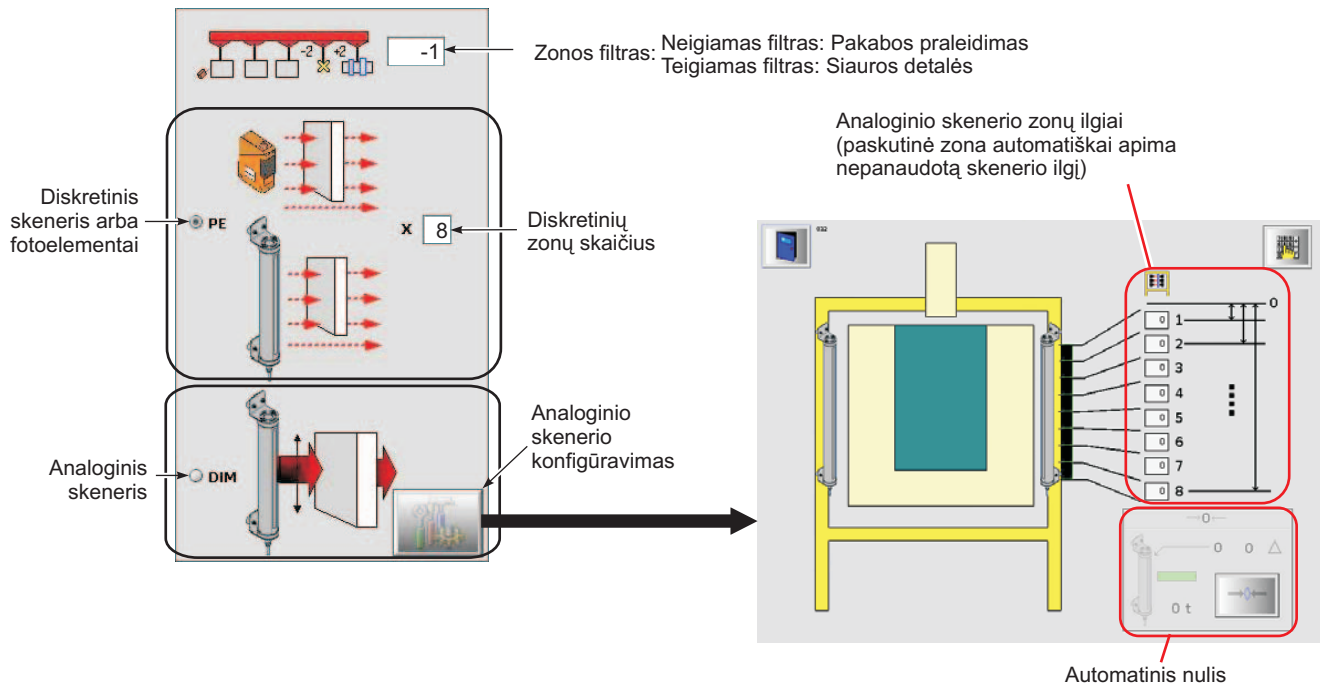 -2 +2
-1
Zonos filtras: Neigiamas filtras: Pakabos praleidimas
Teigiamas filtras: Siauros detalės
Diskretinis
skeneris arba
fotoelementai
PE
X 8
Diskretinių
zonų skaičius
Analoginis
skeneris
DIM
Analoginio
skenerio
konfigūravimas
Analoginio skenerio zonų ilgiai
(paskutinė zona automatiškai apima
nepanaudotą skenerio ilgį)
032
0
0 1
0 2
0 3
0 4
0 5
0 6
0 7
0 8
0
0 0
0 t
Automatinis nulis